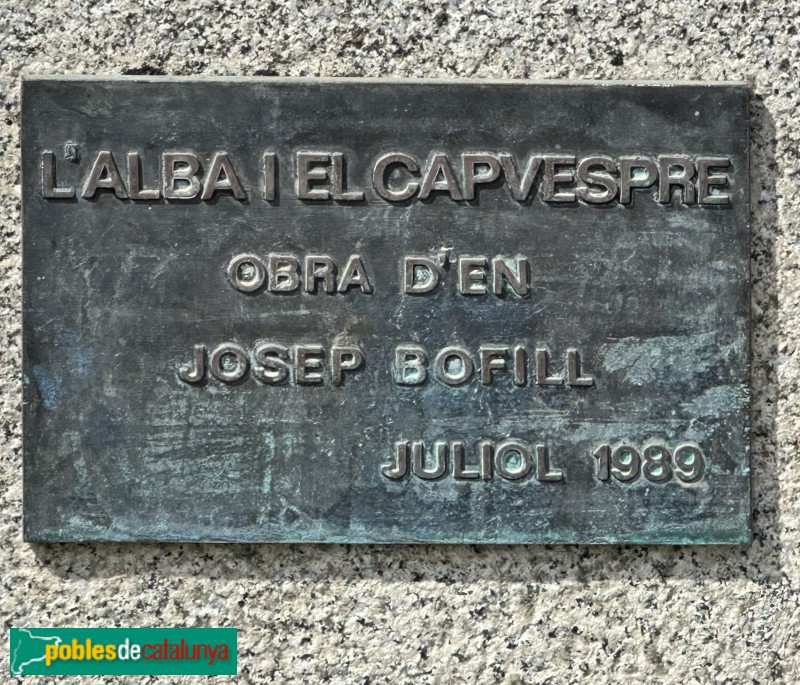 L'ALBA I EL CAPVESPRE
OBRA D'EN
JOSEP BOFILL
JULIOL 1989
poblesdecatalunya